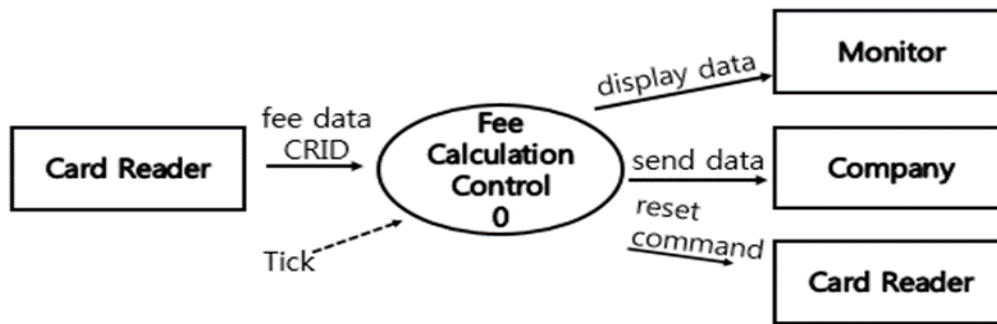 Card Reader
fee data
CRID
Tick
Fee
Calculation
Control
0
display data
send data
reset
command
Monitor
Company
Card Reader